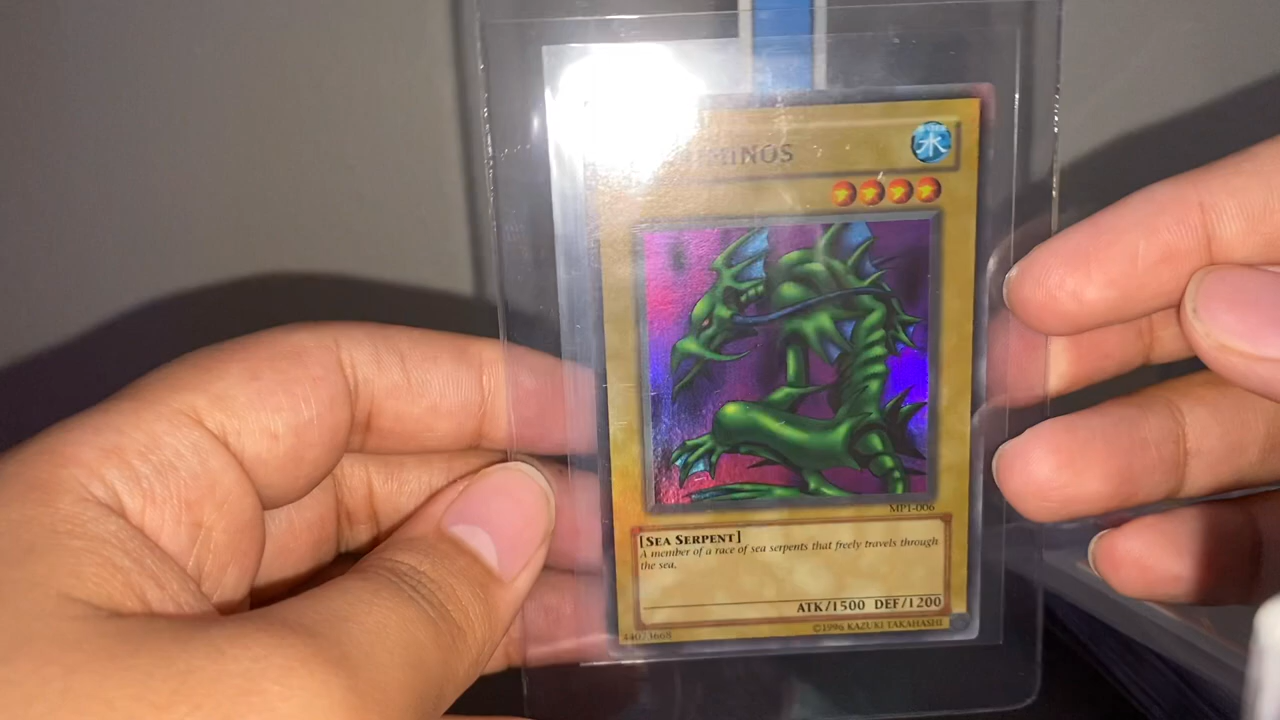 水
MP1-006
[SEA SERPENT]
A member of a race of sea serpents that freely travels through
the sea.
ATK/1500 DEF/1200
44073668
©1996 KAZUKI TAKAHASHI